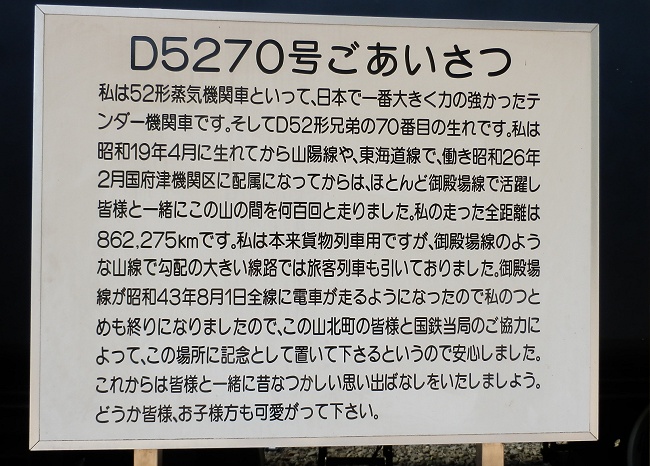 D5270号ごあいさつ
私は52形蒸気機関車といって、日本で一番大きく力の強かったテ
ンダー機関車です。そしてD52形兄弟の70番目の生れです。私は
昭和19年4月に生れてから山陽線や、東海道線で、働き昭和26年
2月国府津機関区に配属になってからは、ほとんど御殿場線で活躍し
皆様と一緒にこの山の間を何百回と走りました。私の走った全距離は
862,275kmです。私は本来貨物列車用ですが、御殿場線のよう
な山線で勾配の大きい線路では旅客列車も引いておりました。御殿場
線が昭和43年8月1日全線に電車が走るようになったので私のつと
めも終りになりましたので、この山北町の皆様と国鉄当局のご協力に
よって、この場所に記念として置いて下さるというので安心しました。
これからは皆様と一緒に昔なつかしい思い出ばなしをいたしましょう。
どうか皆様、お子様方も可愛がって下さい。